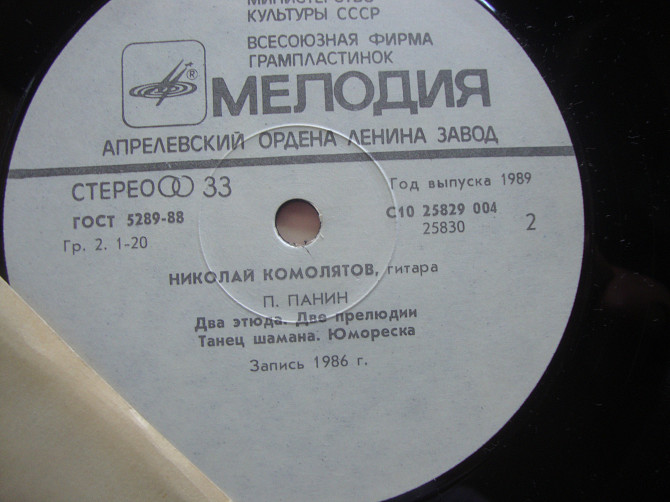 МИНИСТЕРСТВО
КУЛЬТУРЫ СССР
ВСЕСОЮЗНАЯ ФИРМА
ГРАМПЛАСТИНОК
® МЕЛОДИЯ
АПРЕЛЕВСКИЙ ОРДЕНА ЛЕНИНА ЗАВОД
СТЕРЕО 33
Год выпуска 1989
ГОСТ 5289-88
С10 25829 004
Гр. 2. 1-20
25830
2
НИКОЛАЙ КОМОЛЯТОВ, гитара
П. ПАНИН
Два этюда. Две прелюдии
Танец шамана. Юмореска
Запись 1986 г.